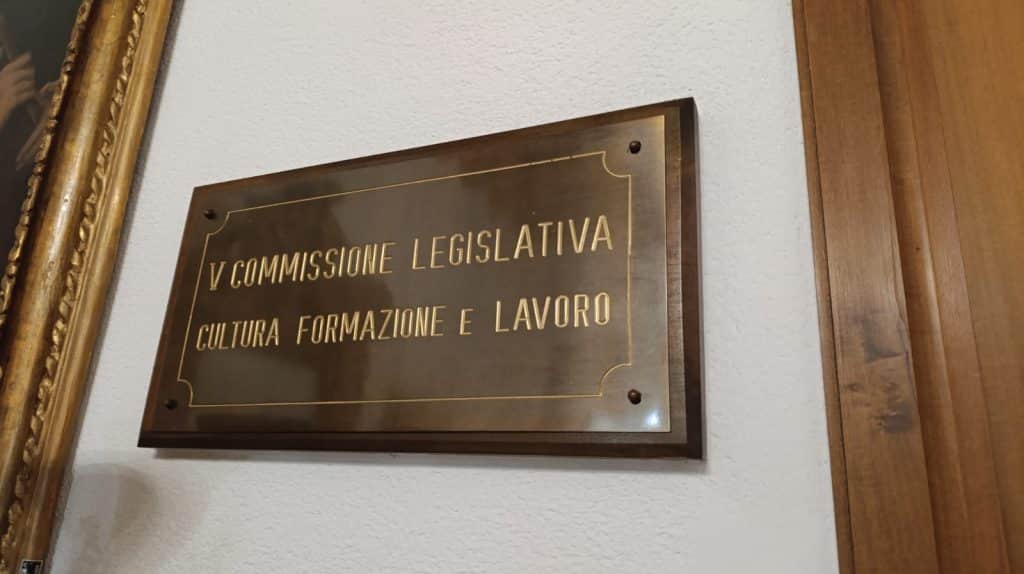 V COMMISSIONE LEGISLATIVA
CULTURA FORMAZIONE E LAVORO